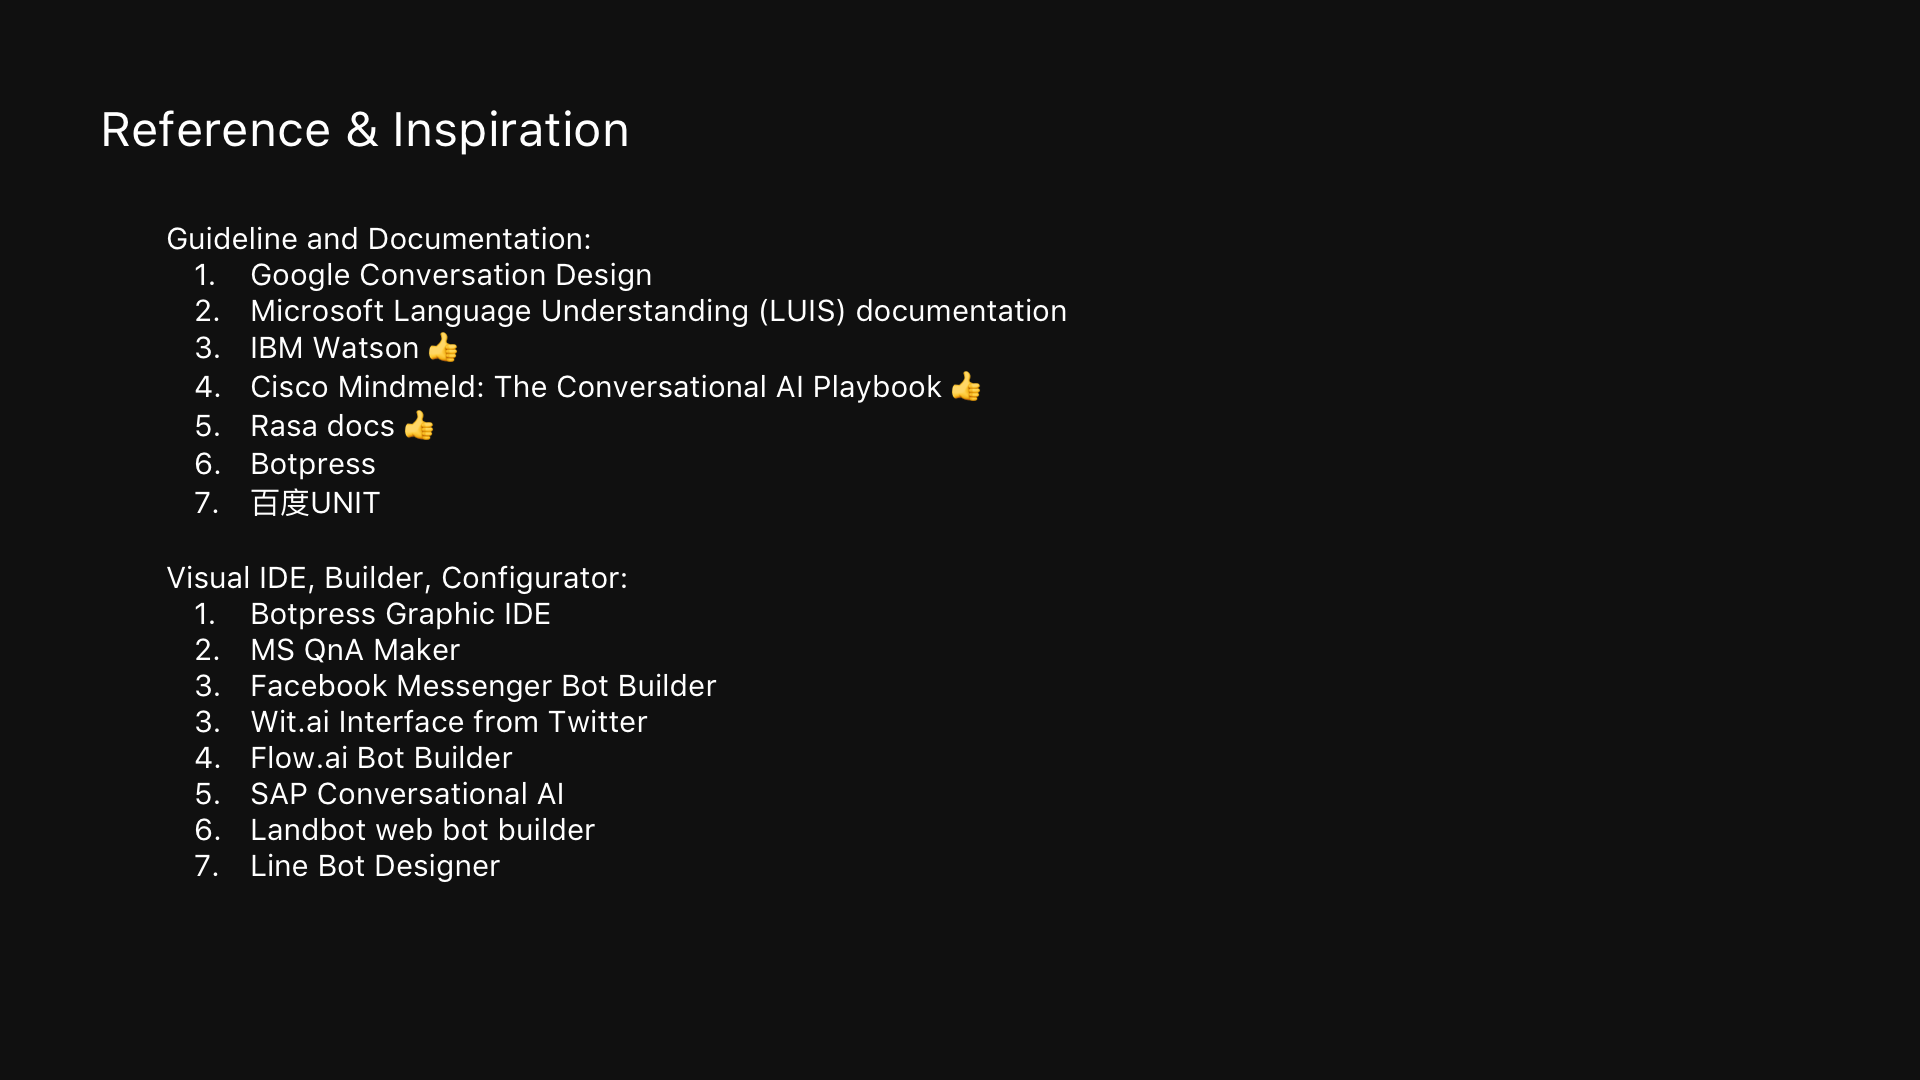 Reference & Inspiration
Guideline and Documentation:
1. Google Conversation Design
2. Microsoft Language Understanding (LUIS) documentation
3. IBM Watson 👍
4. Cisco Mindmeld: The Conversational AI Playbook 👍
5. Rasa docs 👍
6. Botpress
7. 百度UNIT
Visual IDE, Builder, Configurator:
1. Botpress Graphic IDE
2. MS QnA Maker
3. Facebook Messenger Bot Builder
3. Wit.ai Interface from Twitter
4. Flow.ai Bot Builder
5. SAP Conversational AI
6. Landbot web bot builder
7. Line Bot Designer